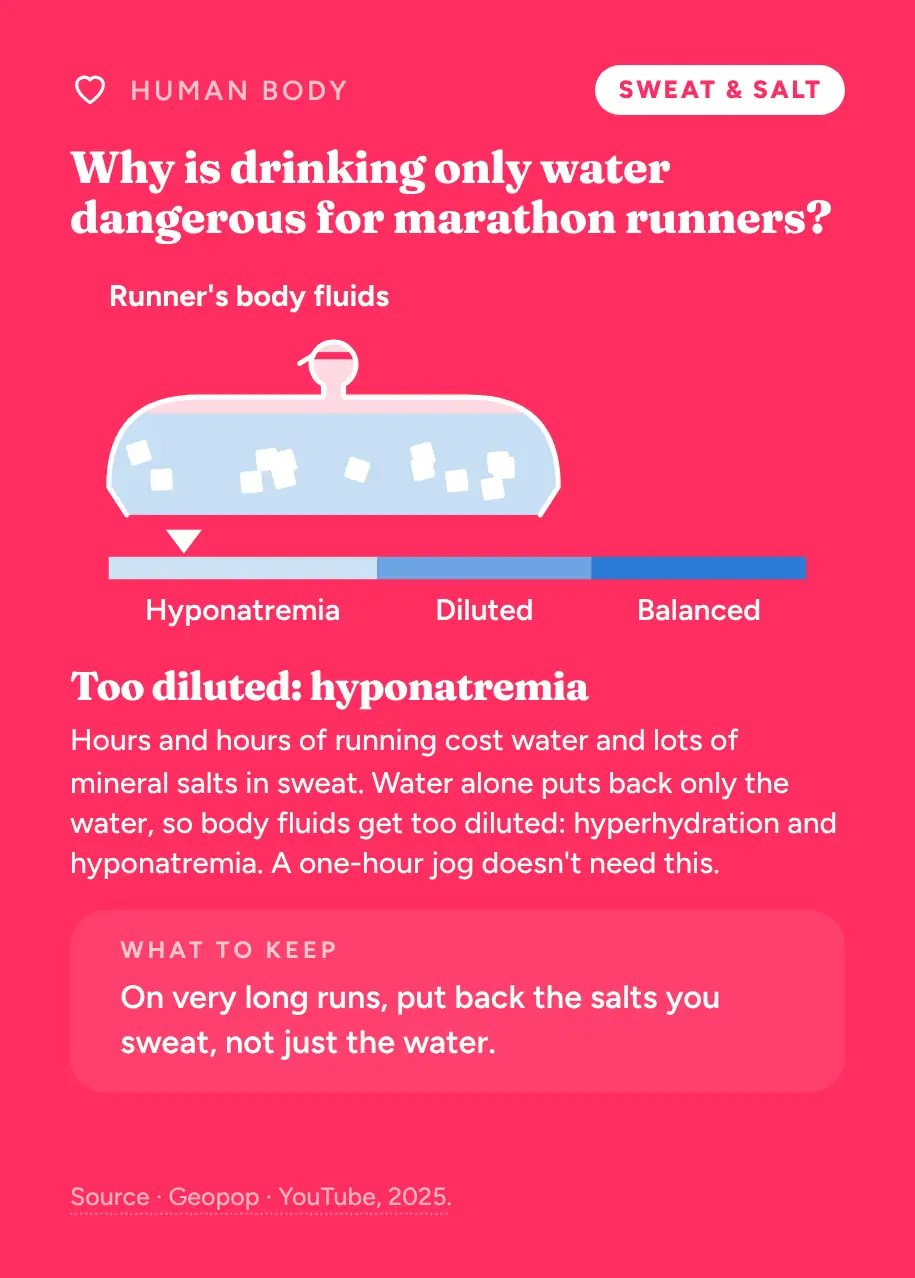 HUMAN BODY
SWEAT & SALT
Why is drinking only water
dangerous for marathon runners?
Runner's body fluids
Hyponatremia
Diluted
Balanced
Too diluted: hyponatremia
Hours and hours of running cost water and lots of
mineral salts in sweat. Water alone puts back only the
water, so body fluids get too diluted: hyperhydration and
hyponatremia. A one-hour jog doesn't need this.
WHAT TO KEEP
On very long runs, put back the salts you
sweat, not just the water.
Source · Geopop · YouTube, 2025.